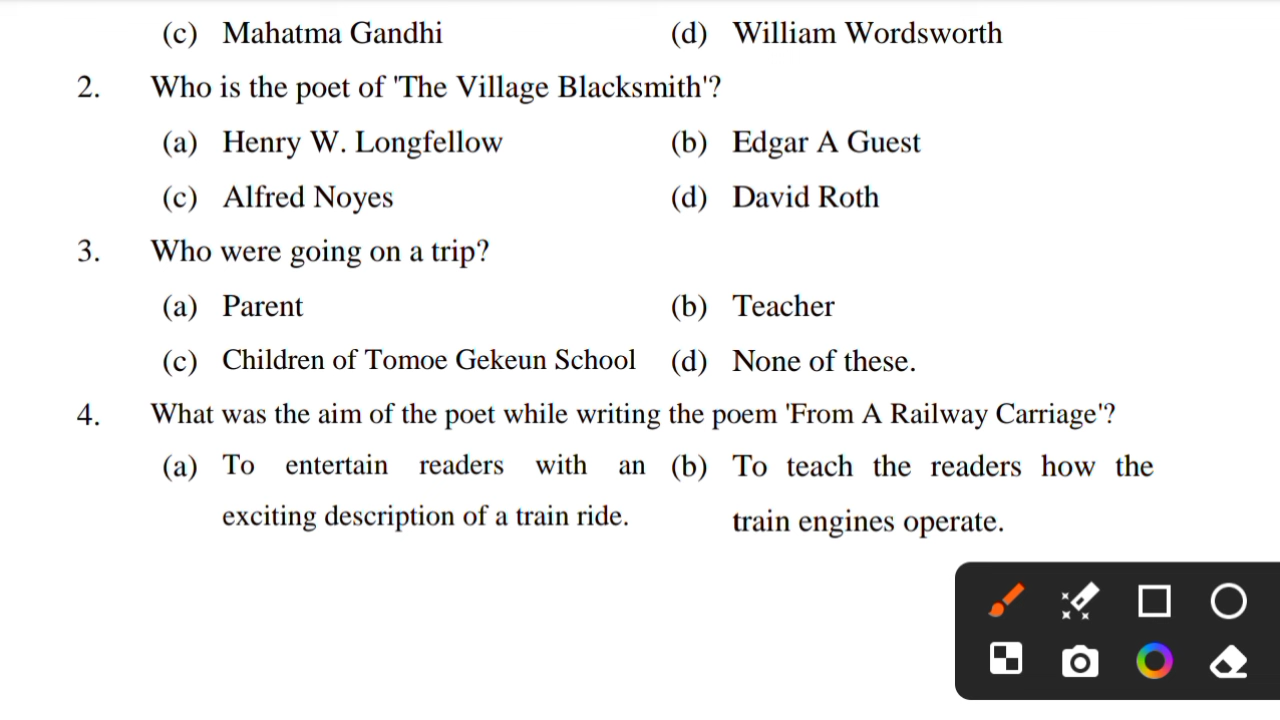 (c) Mahatma Gandhi (d) William Wordsworth
2. Who is the poet of 'The Village Blacksmith'?
(a) Henry W. Longfellow (b) Edgar A Guest
(c) Alfred Noyes (d) David Roth
3. Who were going on a trip?
(a) Parent (b) Teacher
(c) Children of Tomoe Gekeun School (d) None of these.
4. What was the aim of the poet while writing the poem 'From A Railway Carriage'?
(a) To entertain readers with an (b) To teach the readers how the
exciting description of a train ride. train engines operate.